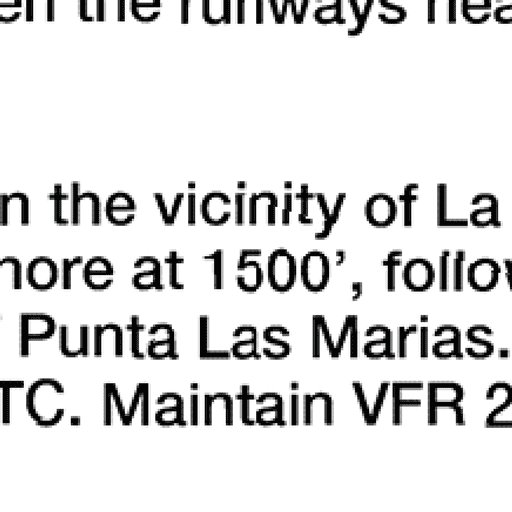 en the runways nea
n the vicinity of La
nore at 1500', follow
Punta Las Marias.
TC. Maintain VFR 2